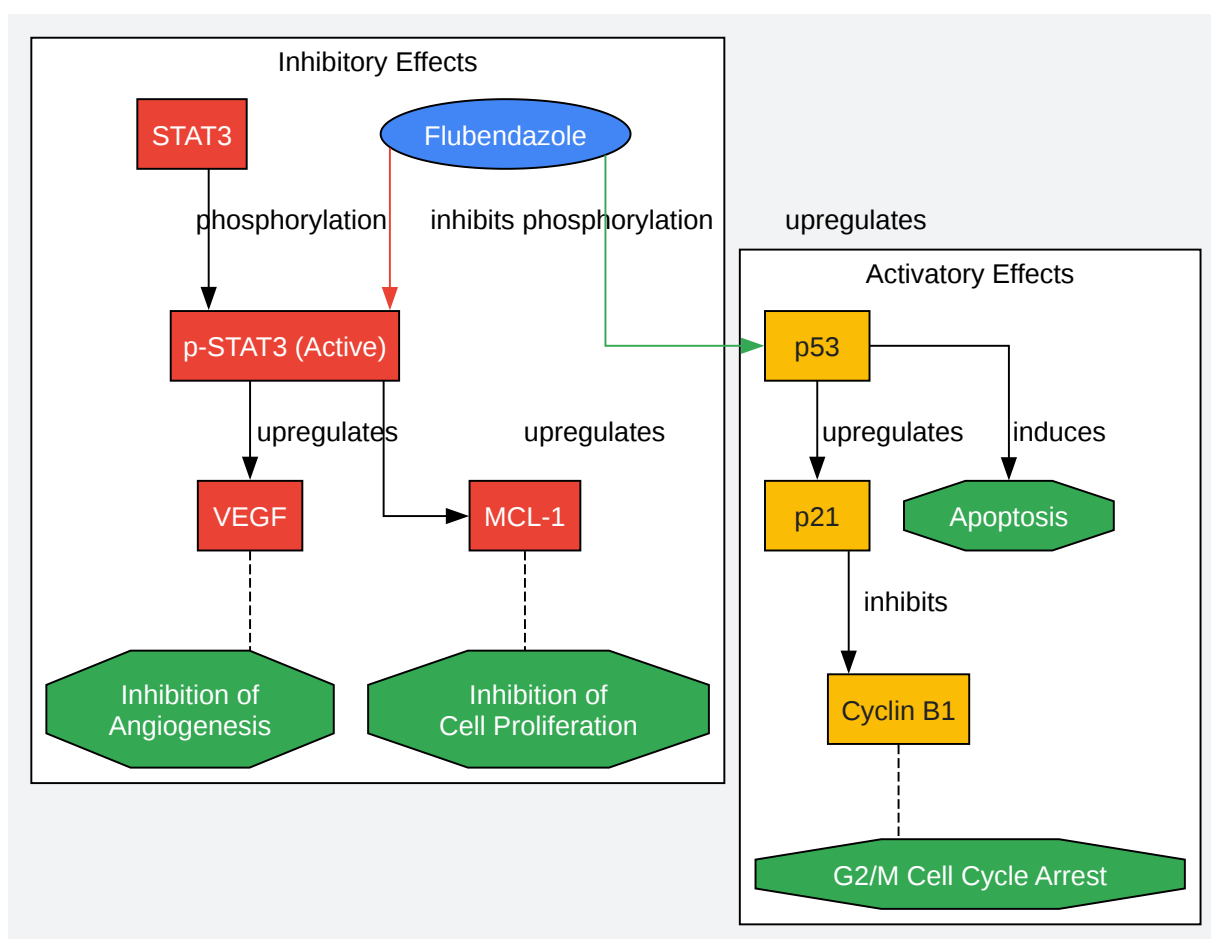 Inhibitory Effects
STAT3
Flubendazole
phosphorylation
inhibits phosphorylation
upregulates
Activatory Effects
p-STAT3 (Active)
p53
upregulates
upregulates
upregulates
induces
VEGF
MCL-1
p21
Apoptosis
inhibits
Inhibition of
Angiogenesis
Inhibition of
Cell Proliferation
Cyclin B1
G2/M Cell Cycle Arrest